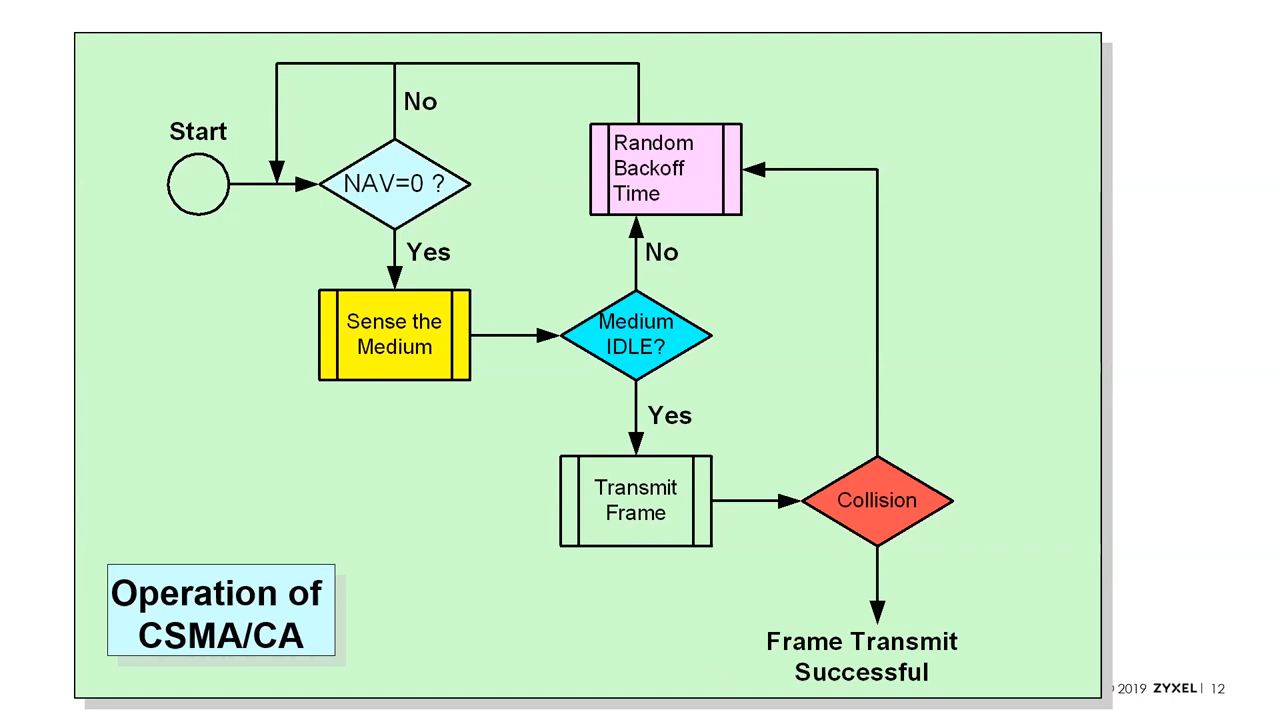 No
Start
Random
Backoff
Time
NAV=0 ?
Yes
No
Sense the
Medium
Medium
IDLE?
Yes
Transmit
Frame
Collision
Operation of
CSMA/CA
Frame Transmit
Successful
2019 ZYXEL | 12